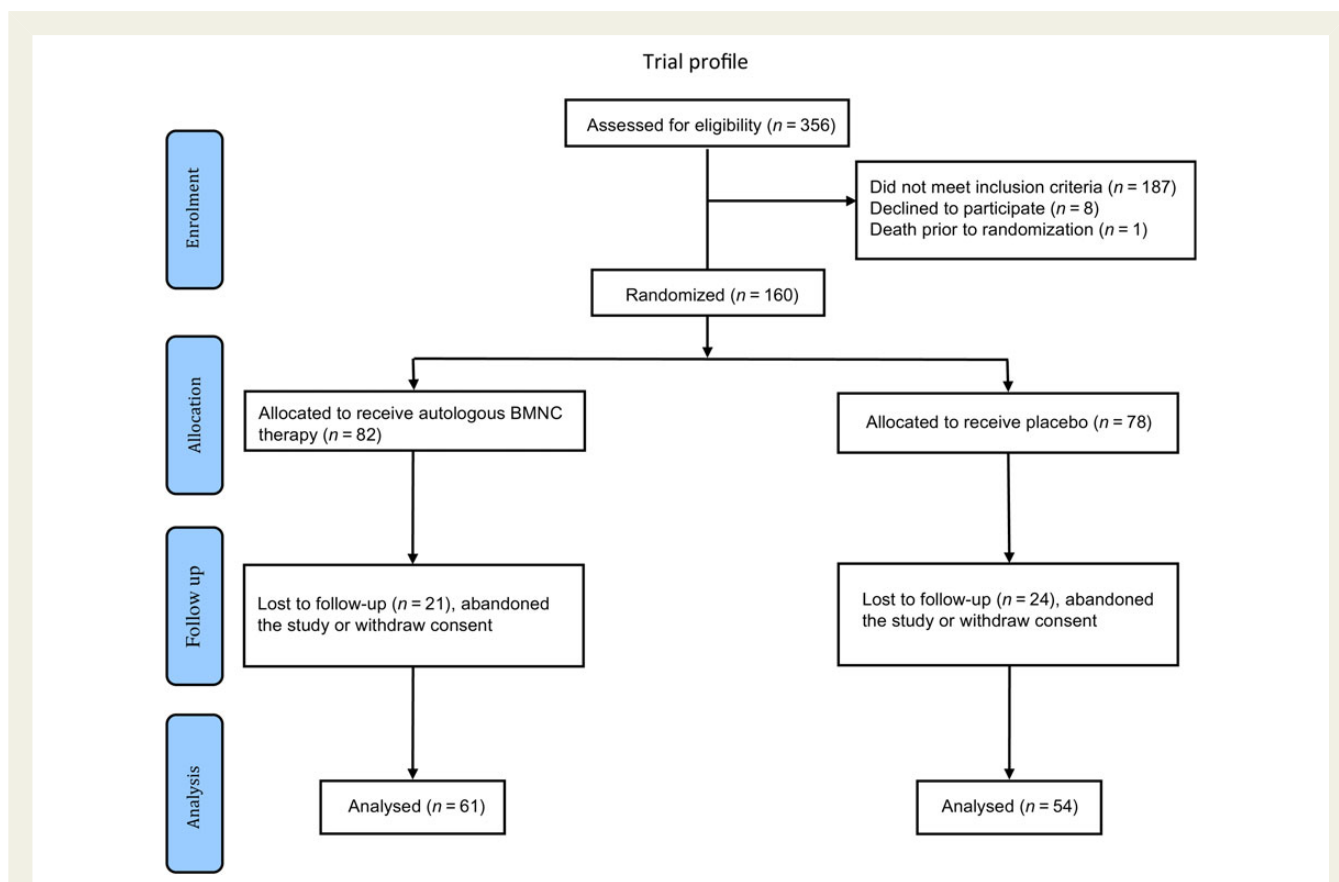 Trial profile
Enrolment
Assessed for eligibility (n = 356)
Did not meet inclusion criteria (n = 187)
Declined to participate (n = 8)
Death prior to randomization (n = 1)
Randomized (n = 160)
Allocation
Allocated to receive autologous BMNC
therapy (n = 82)
Allocated to receive placebo (n = 78)
Follow up
Lost to follow-up (n = 21), abandoned
the study or withdraw consent
Lost to follow-up (n = 24), abandoned
the study or withdraw consent
Analysis
Analysed (n = 61)
Analysed (n = 54)